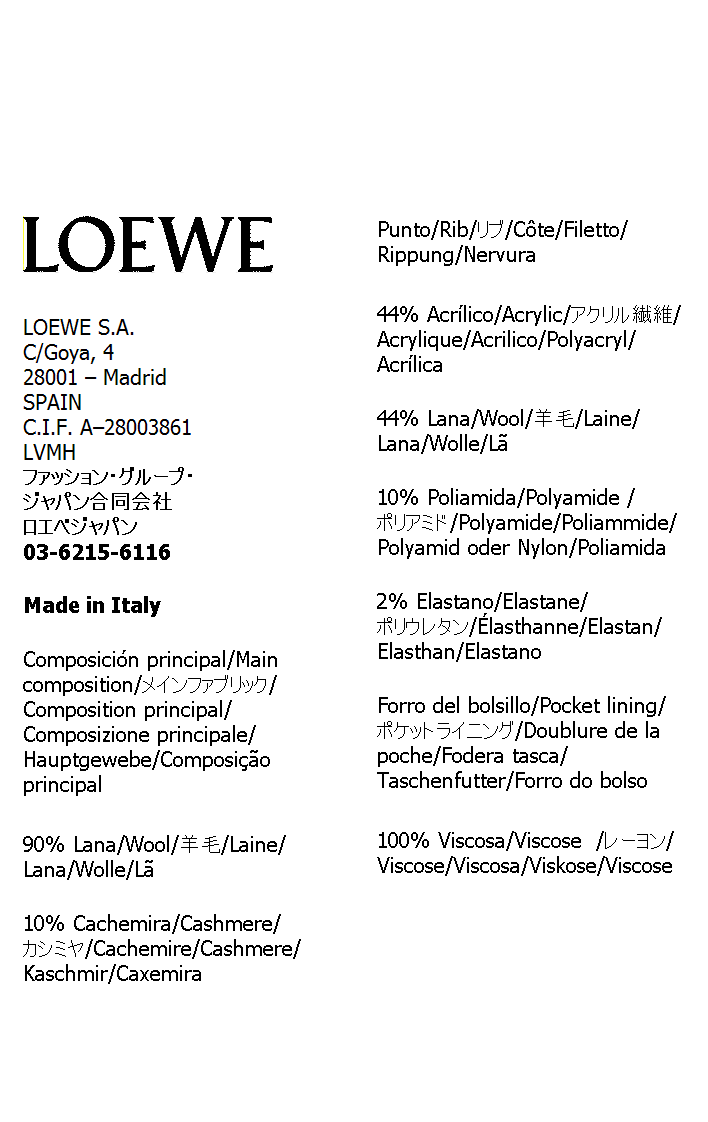 LOEWE
LOEWE S.A.
C/Goya, 4
28001 – Madrid
SPAIN
C.I.F. A–28003861
LVMH
ファッション･グループ･
ジャパン合同会社
ロエベジャパン
03-6215-6116
Made in Italy
Composición principal/Main
composition/メインファブリック/
Composition principal/
Composizione principale/
Hauptgewebe/Composição
principal
90% Lana/Wool/羊毛/Laine/
Lana/Wolle/Lã
10% Cachemira/Cashmere/
カシミヤ/Cachemire/Cashmere/
Kaschmir/Caxemira
Punto/Rib/リブ/Côte/Filetto/
Rippung/Nervura
44% Acrílico/Acrylic/アクリル繊維/
Acrylique/Acrilico/Polyacryl/
Acrílica
44% Lana/Wool/羊毛/Laine/
Lana/Wolle/Lã
10% Poliamida/Polyamide /
ポリアミド/Polyamide/Poliammide/
Polyamid oder Nylon/Poliamida
2% Elastano/Elastane/
ポリウレタン/Élasthanne/Elastan/
Elasthan/Elastano
Forro del bolsillo/Pocket lining/
ポケットライニング/Doublure de la
poche/Fodera tasca/
Taschenfutter/Forro do bolso
100% Viscosa/Viscose  /レーヨン/
Viscose/Viscosa/Viskose/Viscose